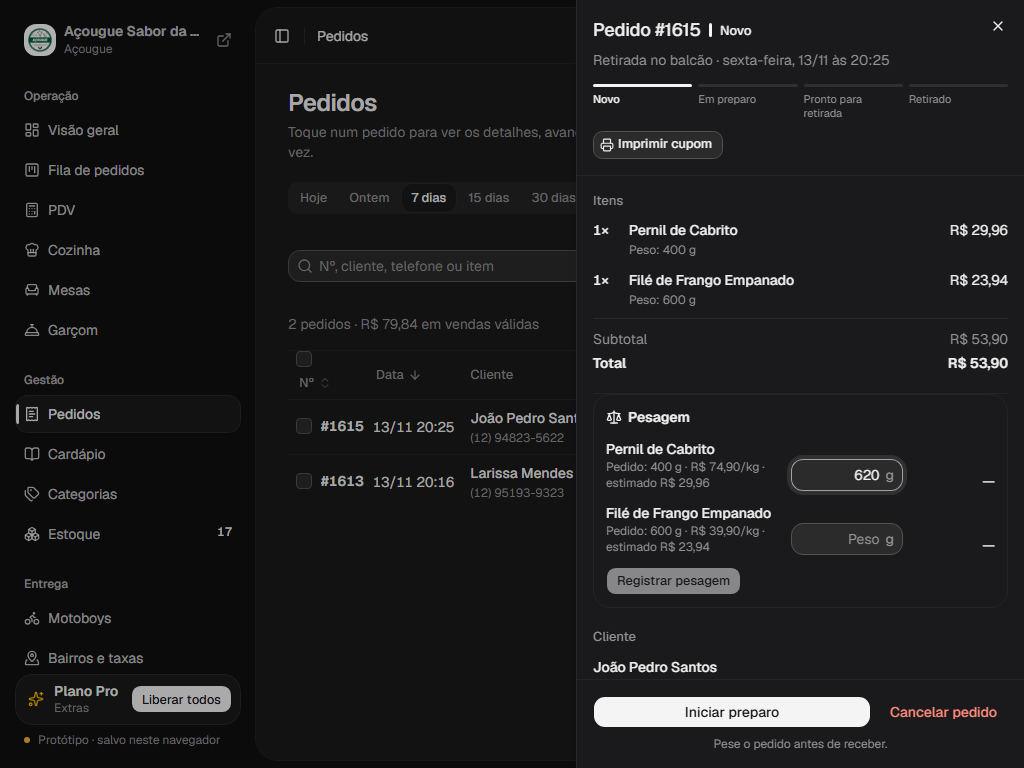 Açougue Sabor da ...
Açougue
Operação
Visão geral
Fila de pedidos
PDV
Cozinha
Mesas
Garçom
Gestão
Pedidos
Cardápio
Categorias
Estoque
17
Entrega
Motoboys
Bairros e taxas
Plano Pro
Extras
Liberar todos
Protótipo · salvo neste navegador
Pedidos
Pedidos
Toque num pedido para ver os detalhes,
vez.
Hoje
Ontem
7 dias
15 dias
30 dias
Nº, cliente, telefone ou item
2 pedidos · R$ 79,84 em vendas válidas
Nº
Data
Cliente
#1615
13/11 20:25
João Pedro
(12) 94823-5622
#1613
13/11 20:16
Larissa Mendes
(12) 95193-9323
Pedido #1615
Novo
Retirada no balcão · sexta-feira, 13/11 às 20:25
Novo
Em preparo
Pronto para
retirada
Retirado
Imprimir cupom
Itens
1× Pernil de Cabrito R$ 29,96
Peso: 400 g
1× Filé de Frango Empanado R$ 23,94
Peso: 600 g
Subtotal R$ 53,90
Total R$ 53,90
Pesagem
Pernil de Cabrito
Pedido: 400 g · R$ 74,90/kg ·
estimado R$ 29,96
620 g
—
Filé de Frango Empanado
Pedido: 600 g · R$ 39,90/kg ·
estimado R$ 23,94
Peso g
—
Registrar pesagem
Cliente
João Pedro Santos
Iniciar preparo
Cancelar pedido
Pese o pedido antes de receber.